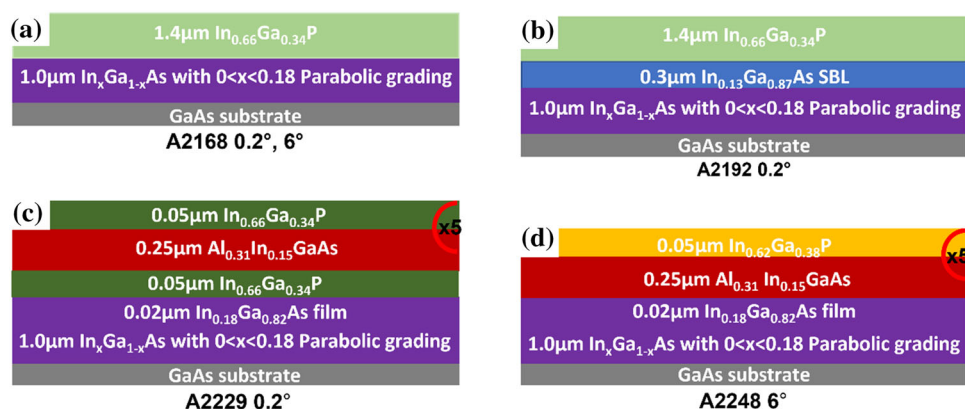 (a)
1.4μm In0.66Ga0.34P
1.0μm InxGa1-xAs with 0<x<0.18 Parabolic grading
GaAs substrate
A2168 0.2°, 6°
(b)
1.4μm In0.66Ga0.34P
0.3μm In0.13Ga0.87As SBL
1.0μm InxGa1-xAs with 0<x<0.18 Parabolic grading
GaAs substrate
A2192 0.2°
(c)
0.05μm In0.66Ga0.34P
x5
0.25μm Al0.31In0.15GaAs
0.05μm In0.66Ga0.34P
0.02μm In0.18Ga0.82As film
1.0μm InxGa1-xAs with 0<x<0.18 Parabolic grading
GaAs substrate
A2229 0.2°
(d)
0.05μm In0.62Ga0.38P
x5
0.25μm Al0.31 In0.15GaAs
0.02μm In0.18Ga0.82As film
1.0μm InxGa1-xAs with 0<x<0.18 Parabolic grading
GaAs substrate
A2248 6°